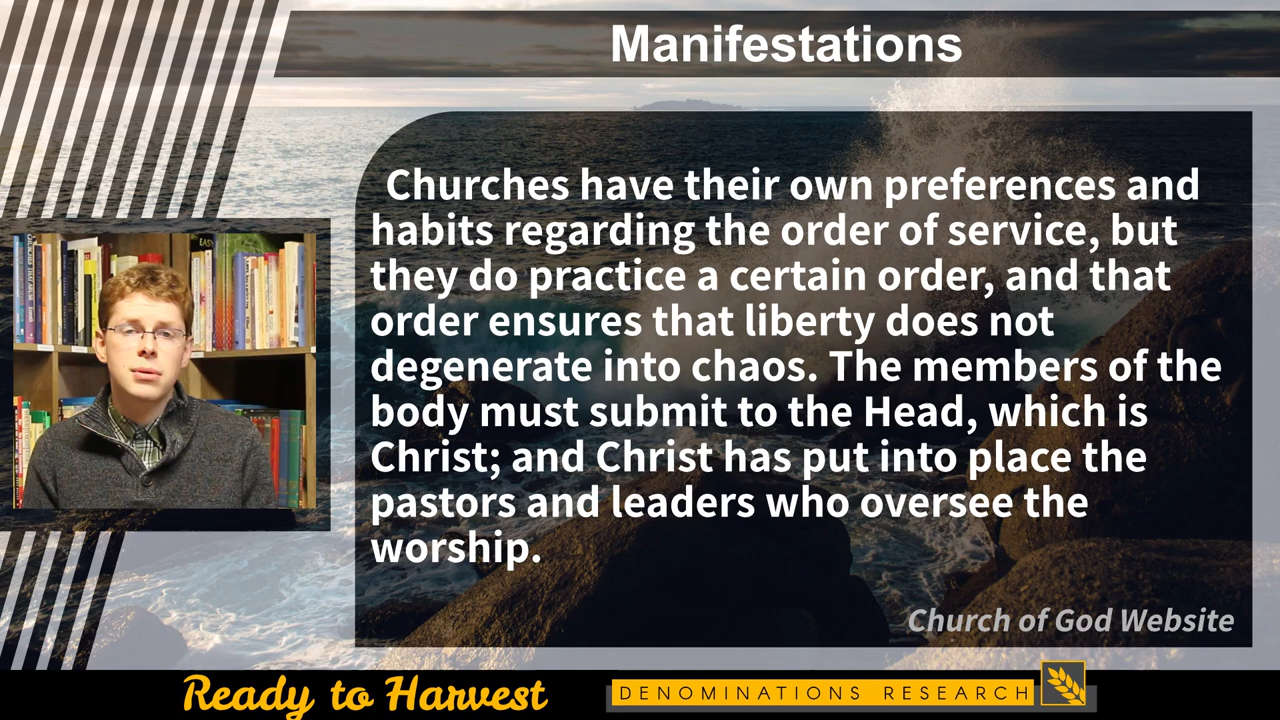 Manifestations
Churches have their own preferences and
habits regarding the order of service, but
they do practice a certain order, and that
order ensures that liberty does not
degenerate into chaos. The members of the
body must submit to the Head, which is
Christ; and Christ has put into place the
pastors and leaders who oversee the
worship.
Church of God Website
Ready to Harvest
DENOMINATIONS RESEARCH